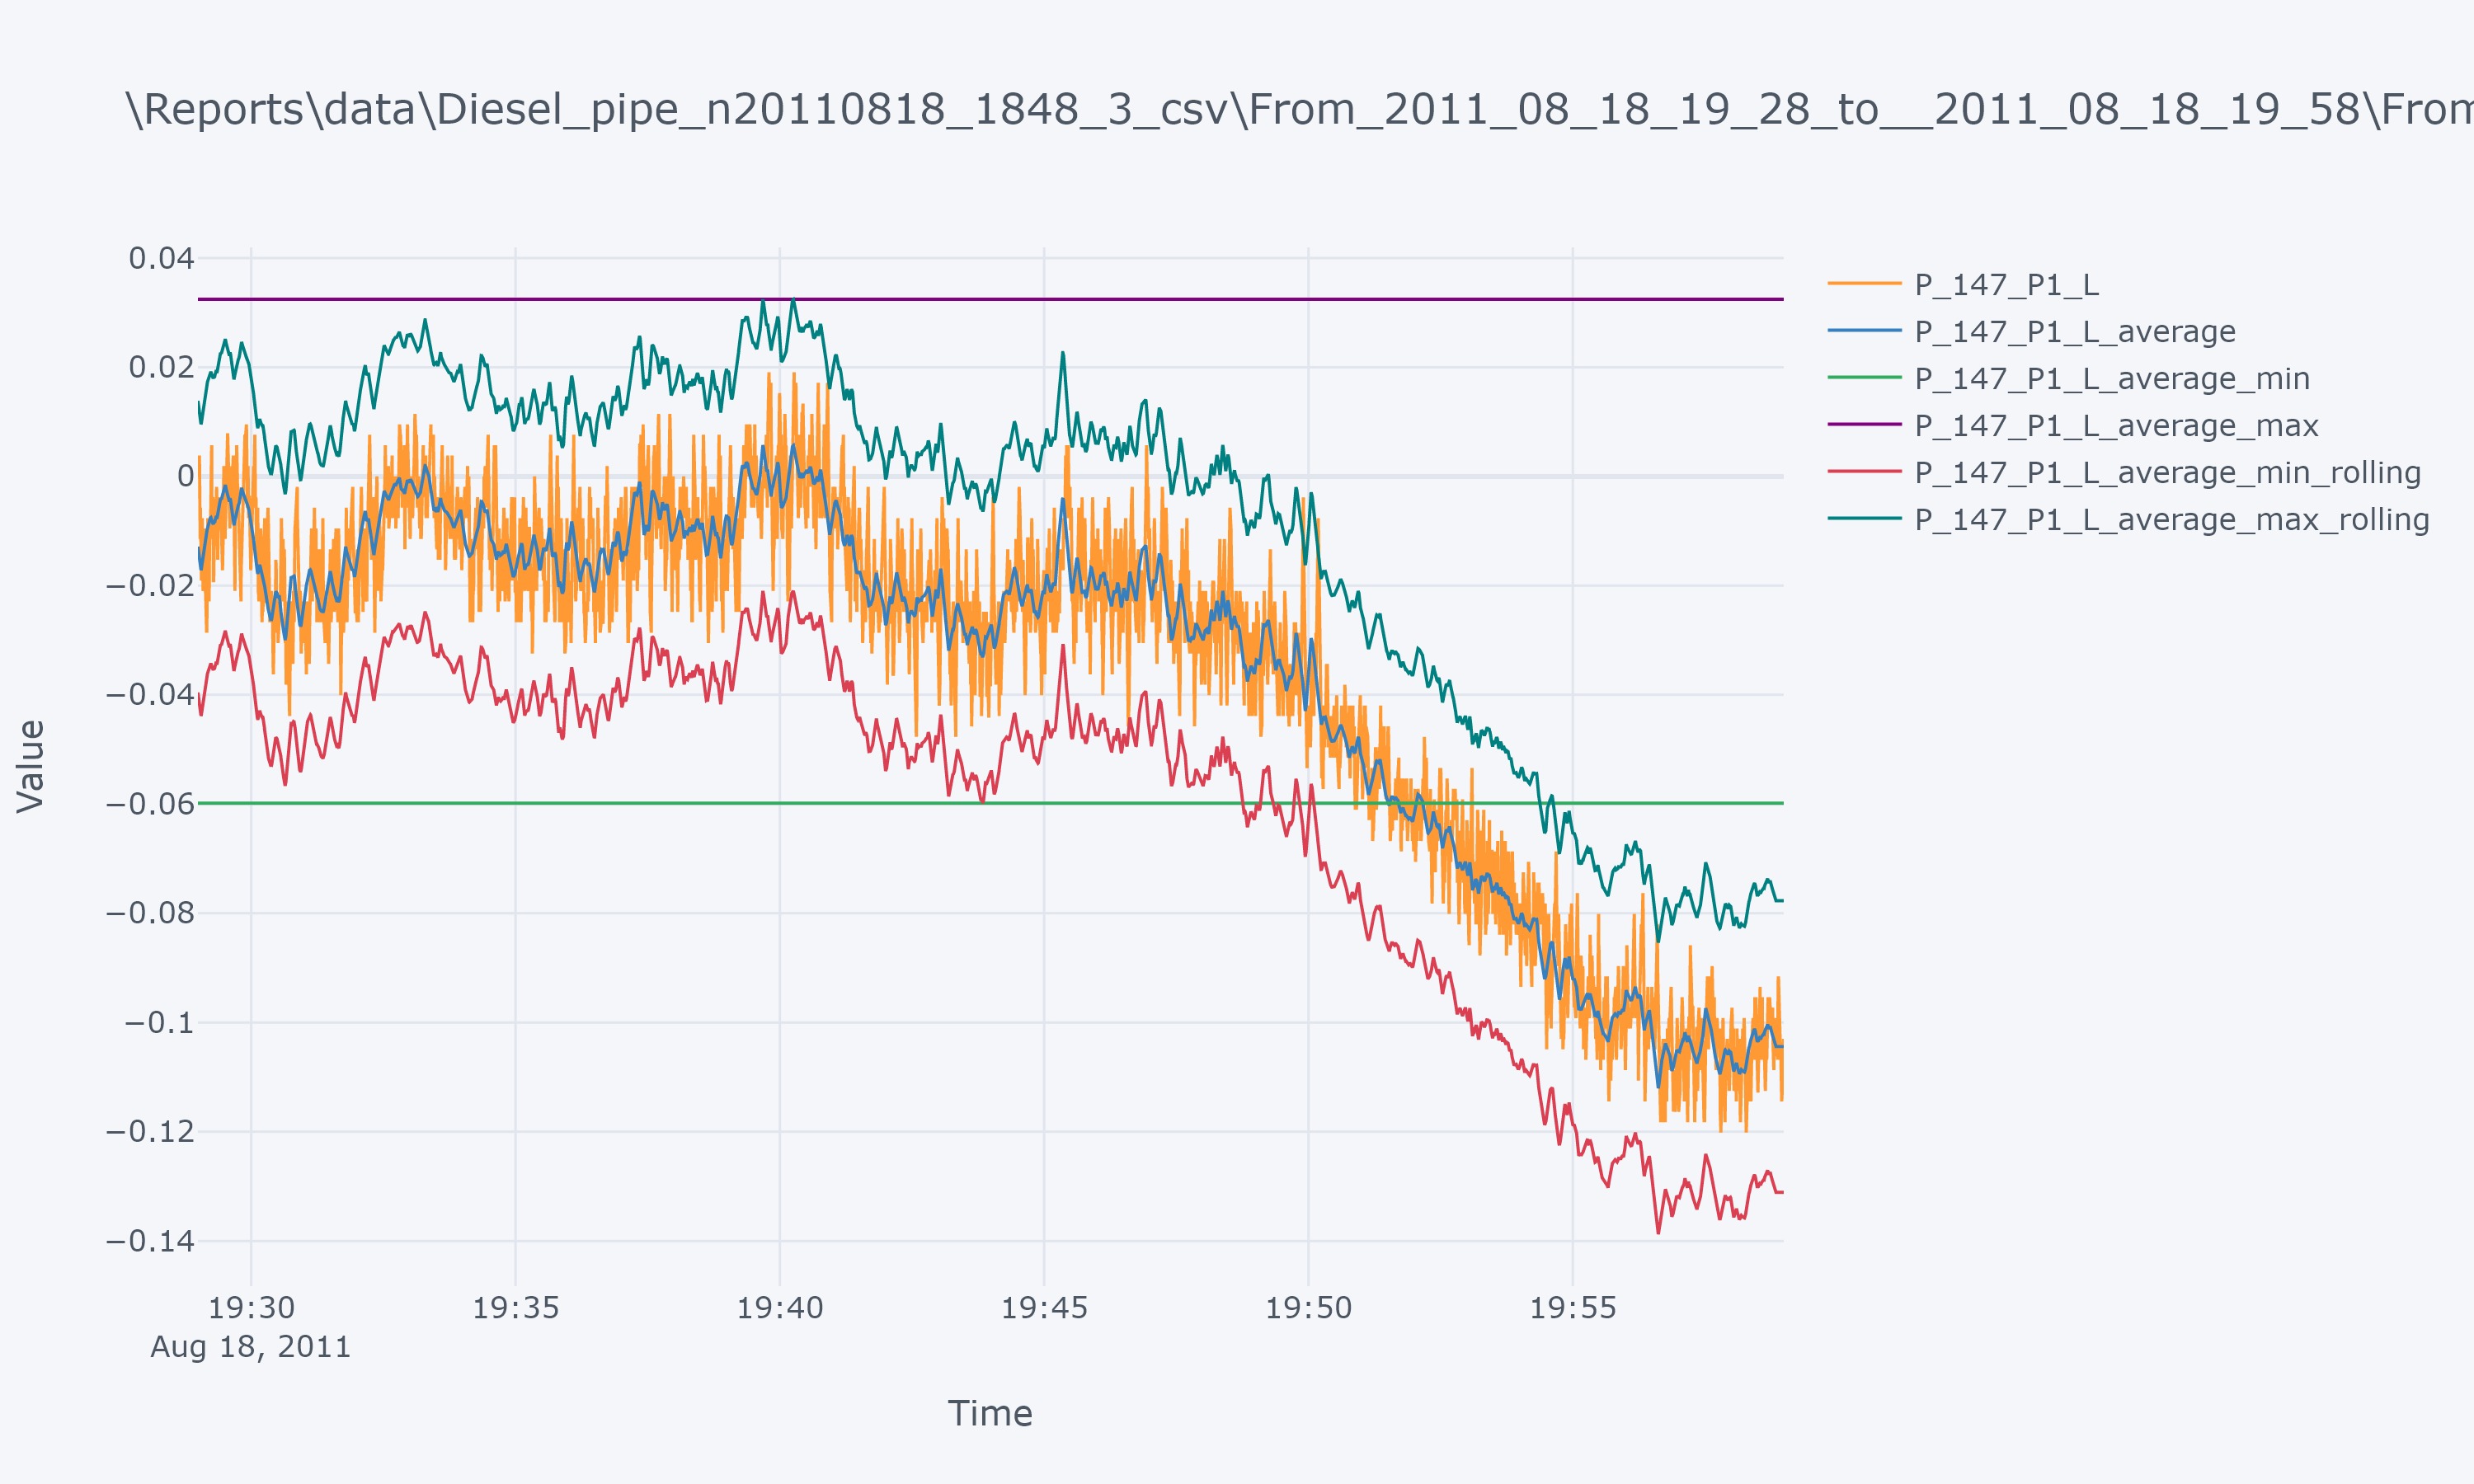 \Reports\data\Diesel_pipe_n20110818_1848_3_csv\From_2011_08_18_19_28_to__2011_08_18_19_58\From
0.04
0.02
0
−0.02
−0.04
−0.06
−0.08
−0.1
−0.12
−0.14
Value
19:30 19:35 19:40 19:45 19:50 19:55
Aug 18, 2011
Time
P_147_P1_L
P_147_P1_L_average
P_147_P1_L_average_min
P_147_P1_L_average_max
P_147_P1_L_average_min_rolling
P_147_P1_L_average_max_rolling